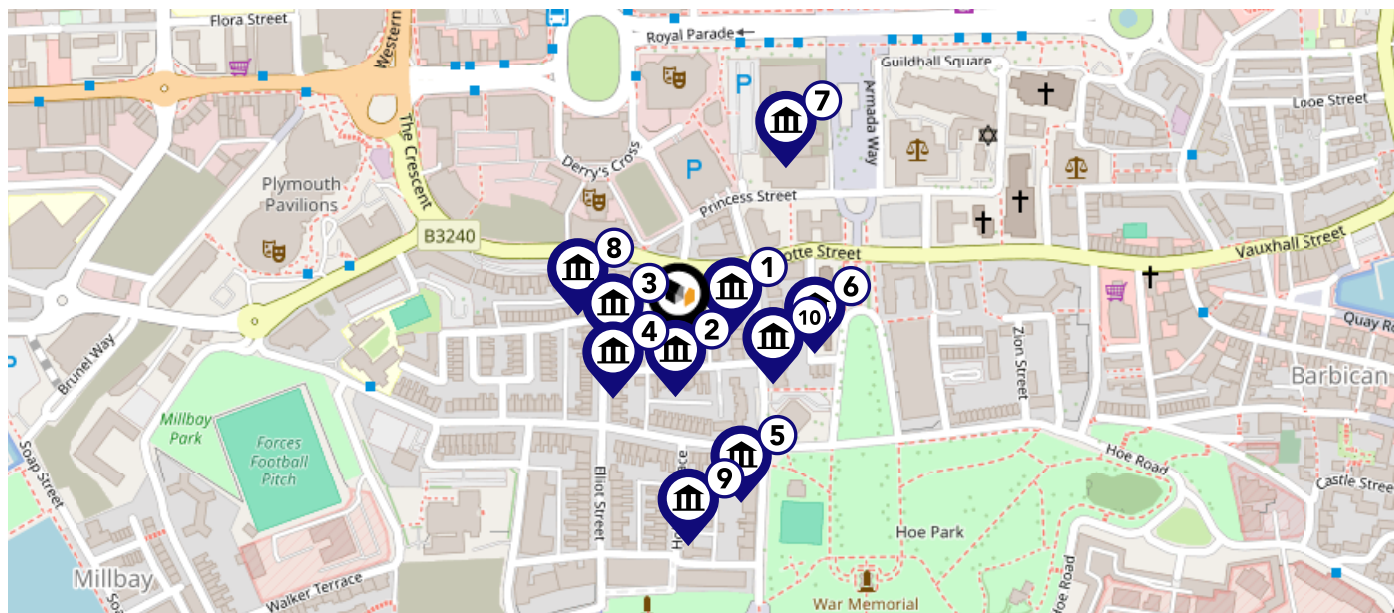 Flora Street
Western
Royal Parade
Guildhall Square
Looe Street
P
7
Armada Way
The Crescent
Derry's Cross
P
Plymouth
Pavilions
Princess Street
B3240
otte Street
Vauxhall Street
8
3
1
6
10
4
2
Quay Ro
P
Brunel Way
Zion Street
Barbican
Millbay
Park
Forces
Football
Pitch
5
9
Soap Street
Elliot Street
Hoe Road
Castle Stree
Hoe Park
Millbay
Walker Terrace
War Memorial
Hoe Road